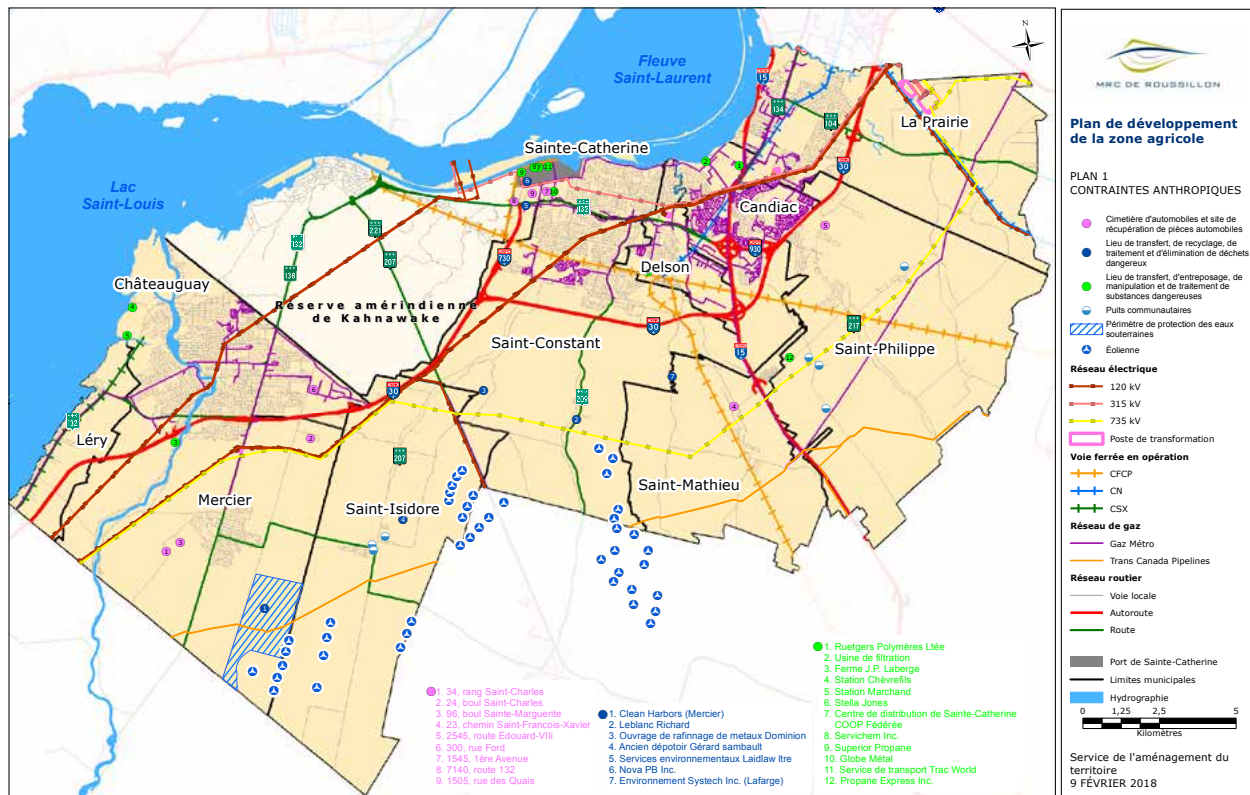 Fleuve
Saint-Laurent
Lac
Saint-Louis
Sainte-Catherine
La Prairie
Candiac
Delson
Châteauguay
Réserve amérindienne
de Kahnawake
Saint-Constant
Saint-Philippe
Léry
Mercier
Saint-Isidore
Saint-Mathieu
N
15
134
104
30
132
930
730
221
207
132
138
30
217
15
30
209
132
207
1. 34, rang Saint-Charles
2. 24, boul Saint-Charles
3. 96, boul Sainte-Marguerite
4. 23, chemin Saint-Francois-Xavier
5. 2545, route Édouard-VIIi
6. 300, rue Ford
7. 1545, 1ère Avenue
8. 7140, route 132
9. 1505, rue des Quais
1. Clean Harbors (Mercier)
2. Leblanc Richard
3. Ouvrage de rafinnage de metaux Dominion
4. Ancien dépotoir Gérard sambault
5. Services environnementaux Laidlaw ltre
6. Nova PB Inc.
7. Environnement Systech Inc. (Lafarge)
1. Ruetgers Polymères Ltée
2. Usine de filtration
3. Ferme J.P. Laberge
4. Station Chèvrefils
5. Station Marchand
6. Stella Jones
7. Centre de distribution de Sainte-Catherine
COOP Fédérée
8. Servichem Inc.
9. Superior Propane
10. Globe Métal
11. Service de transport Trac World
12. Propane Express Inc.
MRC DE ROUSSILLON
Plan de développement
de la zone agricole
PLAN 1
CONTRAINTES ANTHROPIQUES
Cimetière d'automobiles et site de
récupération de pièces automobiles
Lieu de transfert, de recyclage, de
traitement et d'élimination de déchets
dangereux
Lieu de transfert, d'entreposage, de
manipulation et de traitement de
substances dangereuses
Puits communautaires
Périmètre de protection des eaux
souterraines
Éolienne
Réseau électrique
120 kV
315 kV
735 kV
Poste de transformation
Voie ferrée en opération
CFCP
CN
CSX
Réseau de gaz
Gaz Métro
Trans Canada Pipelines
Réseau routier
Voie locale
Autoroute
Route
Port de Sainte-Catherine
Limites municipales
Hydrographie
0 1,25 2,5 5
Kilomètres
Service de l'aménagement du
territoire
9 FÉVRIER 2018